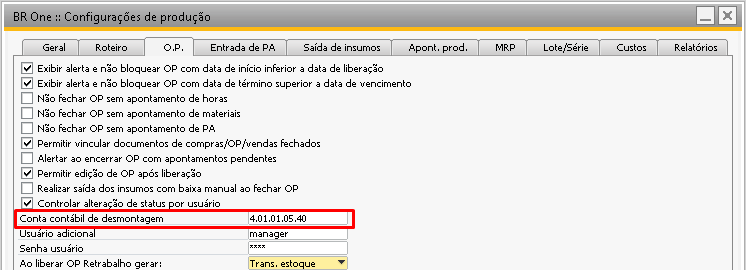 BR One :: Configurações de produção
Geral Roteiro O.P. Entrada de PA Saída de insumos Apont. prod. MRP Lote/Série Custos Relatórios
Exibir alerta e não bloquear OP com data de início inferior a data de liberação
Exibir alerta e não bloquear OP com data de término superior a data de vencimento
Não fechar OP sem apontamento de horas
Não fechar OP sem apontamento de materiais
Não fechar OP sem apontamento de PA
Permitir vincular documentos de compras/OP/vendas fechados
Alertar ao encerrar OP com apontamentos pendentes
Permitir edição de OP após liberação
Realizar saída dos insumos com baixa manual ao fechar OP
Controlar alteração de status por usuário
Conta contábil de desmontagem 4.01.01.05.40
Usuário adicional manager
Senha usuário ****
Ao liberar OP Retrabalho gerar: Trans. estoque